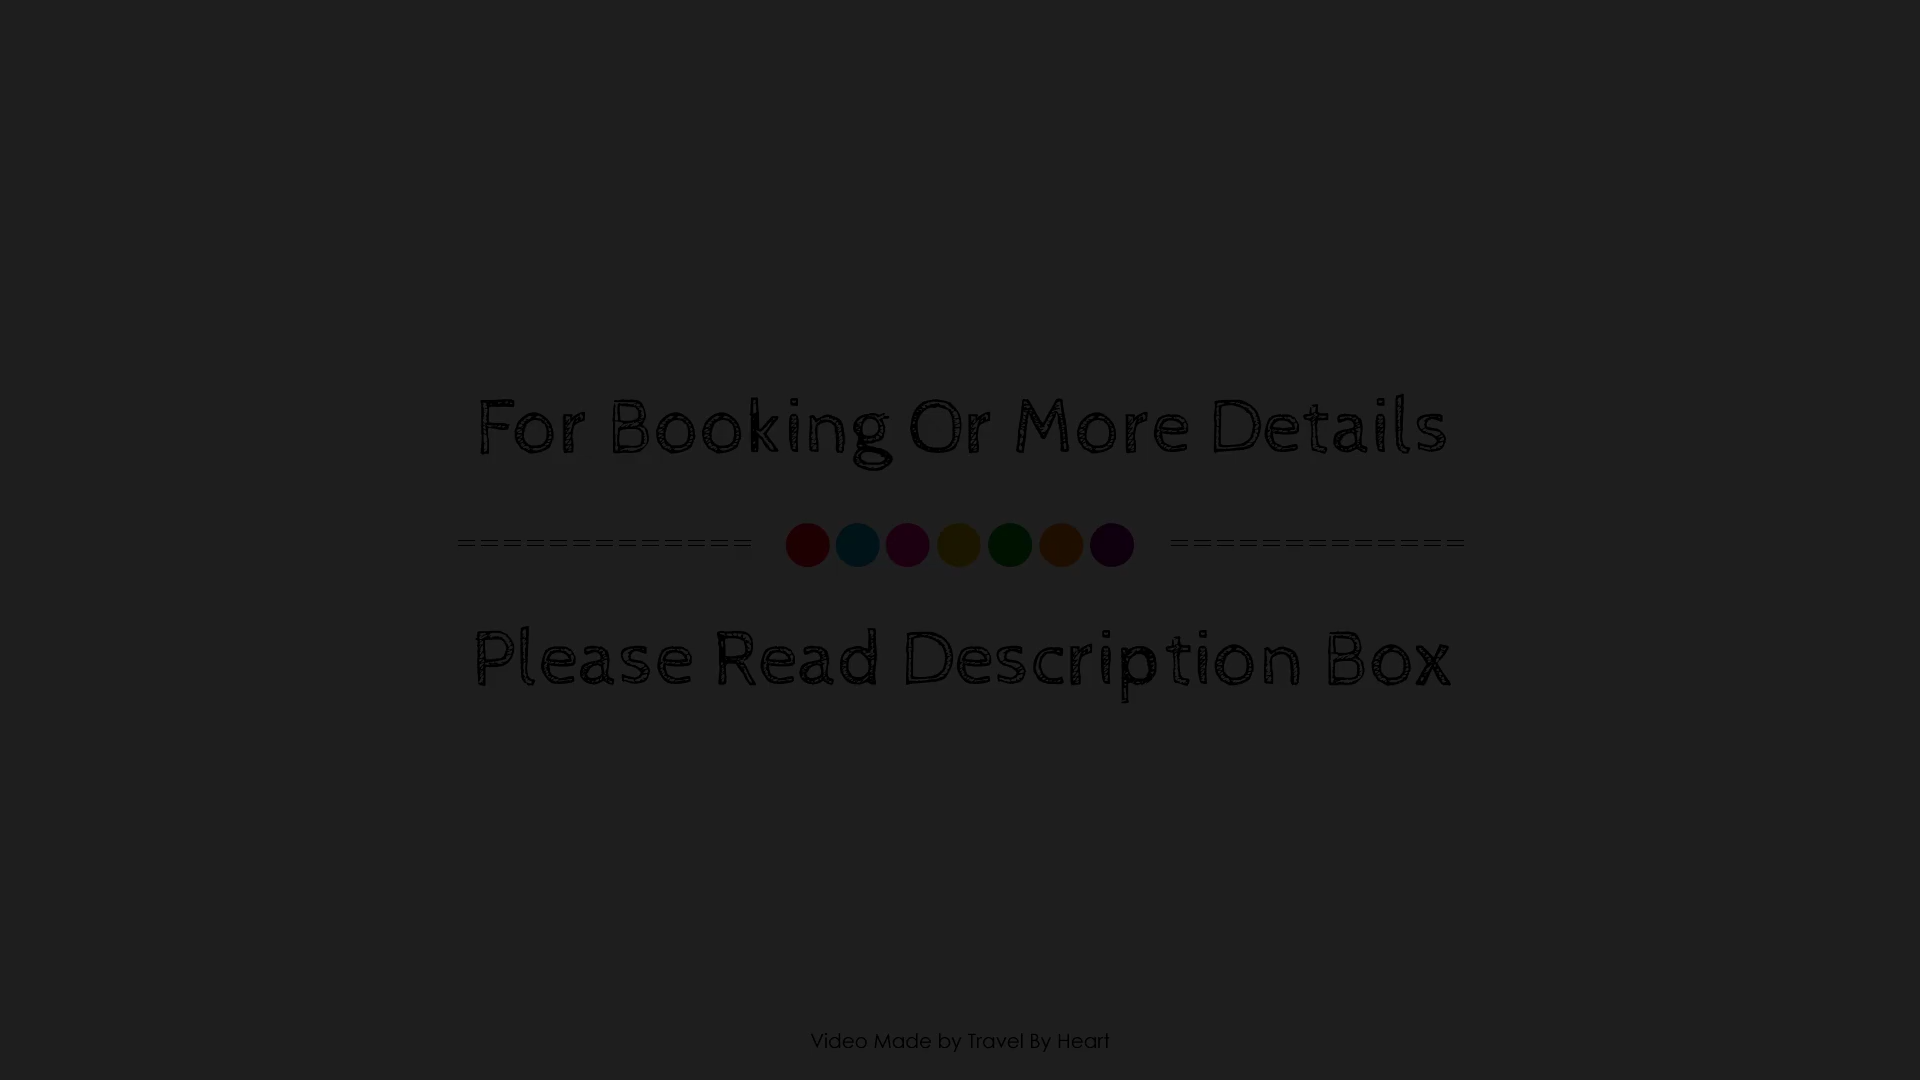 For Booking Or More Details
============= =============
Please Read Description Box
Video Made by Travel By Heart